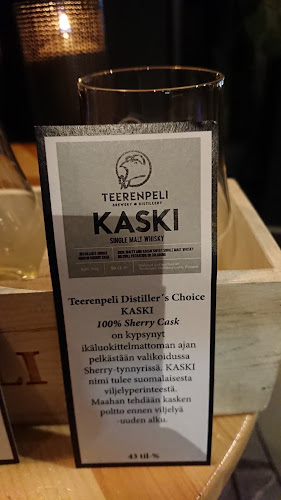 TEERENPELI
BREWERY & DISTILLERY
KASKI
SINGLE MALT WHISKY
Teerenpeli Distiller's Choice
KASKI
100% Sherry Cask
on kypsynyt
ikäluokittelmattoman ajan
pelkästään valikoidussa
Sherry-tynnyrissä. KASKI
nimi tulee suomalaisesta
viljelyperinteestä.
Maahan tehdään kasken
poltto ennen viljelyä
-uuden alku.
43 til-%